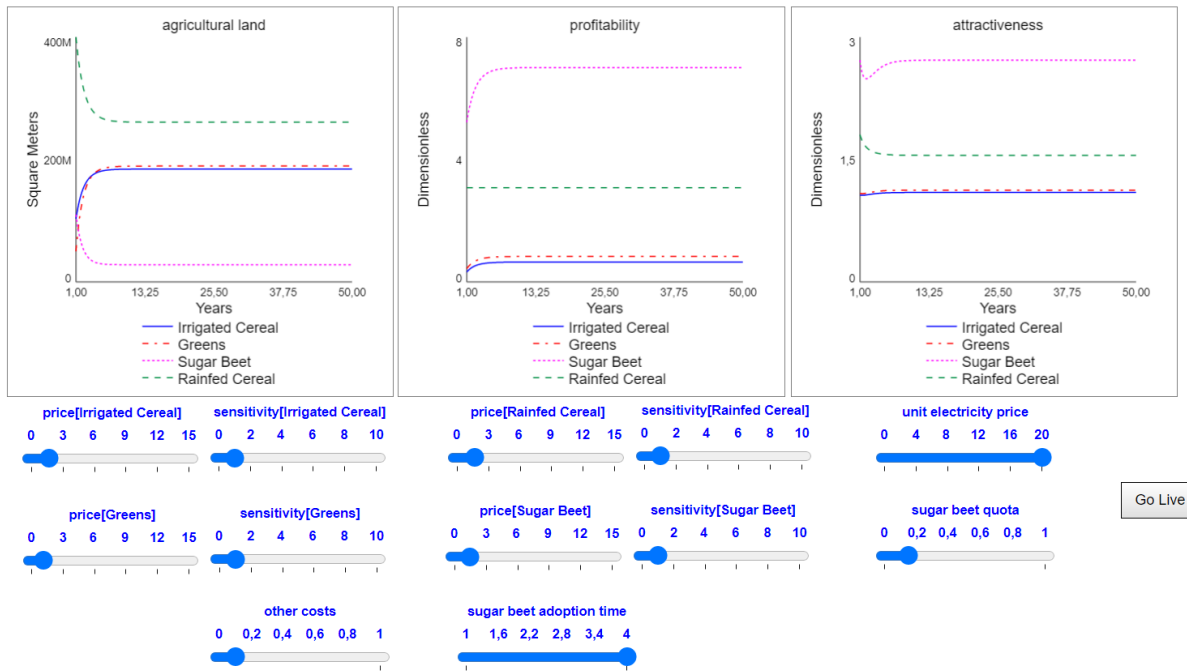 agricultural land
400M
200M
0
Square Meters
1,00 13,25 25,50 37,75 50,00
Years
Irrigated Cereal
Greens
Sugar Beet
Rainfed Cereal
profitability
8
4
0
Dimensionless
1,00 13,25 25,50 37,75 50,00
Years
Irrigated Cereal
Greens
Sugar Beet
Rainfed Cereal
attractiveness
3
1,5
0
Dimensionless
1,00 13,25 25,50 37,75 50,00
Years
Irrigated Cereal
Greens
Sugar Beet
Rainfed Cereal
price[Irrigated Cereal]
0 3 6 9 12 15
sensitivity[Irrigated Cereal]
0 2 4 6 8 10
price[Rainfed Cereal]
0 3 6 9 12 15
sensitivity[Rainfed Cereal]
0 2 4 6 8 10
unit electricity price
0 4 8 12 16 20
Go Live
price[Greens]
0 3 6 9 12 15
sensitivity[Greens]
0 2 4 6 8 10
price[Sugar Beet]
0 3 6 9 12 15
sensitivity[Sugar Beet]
0 2 4 6 8 10
sugar beet quota
0 0,2 0,4 0,6 0,8 1
other costs
0 0,2 0,4 0,6 0,8 1
sugar beet adoption time
1 1,6 2,2 2,8 3,4 4